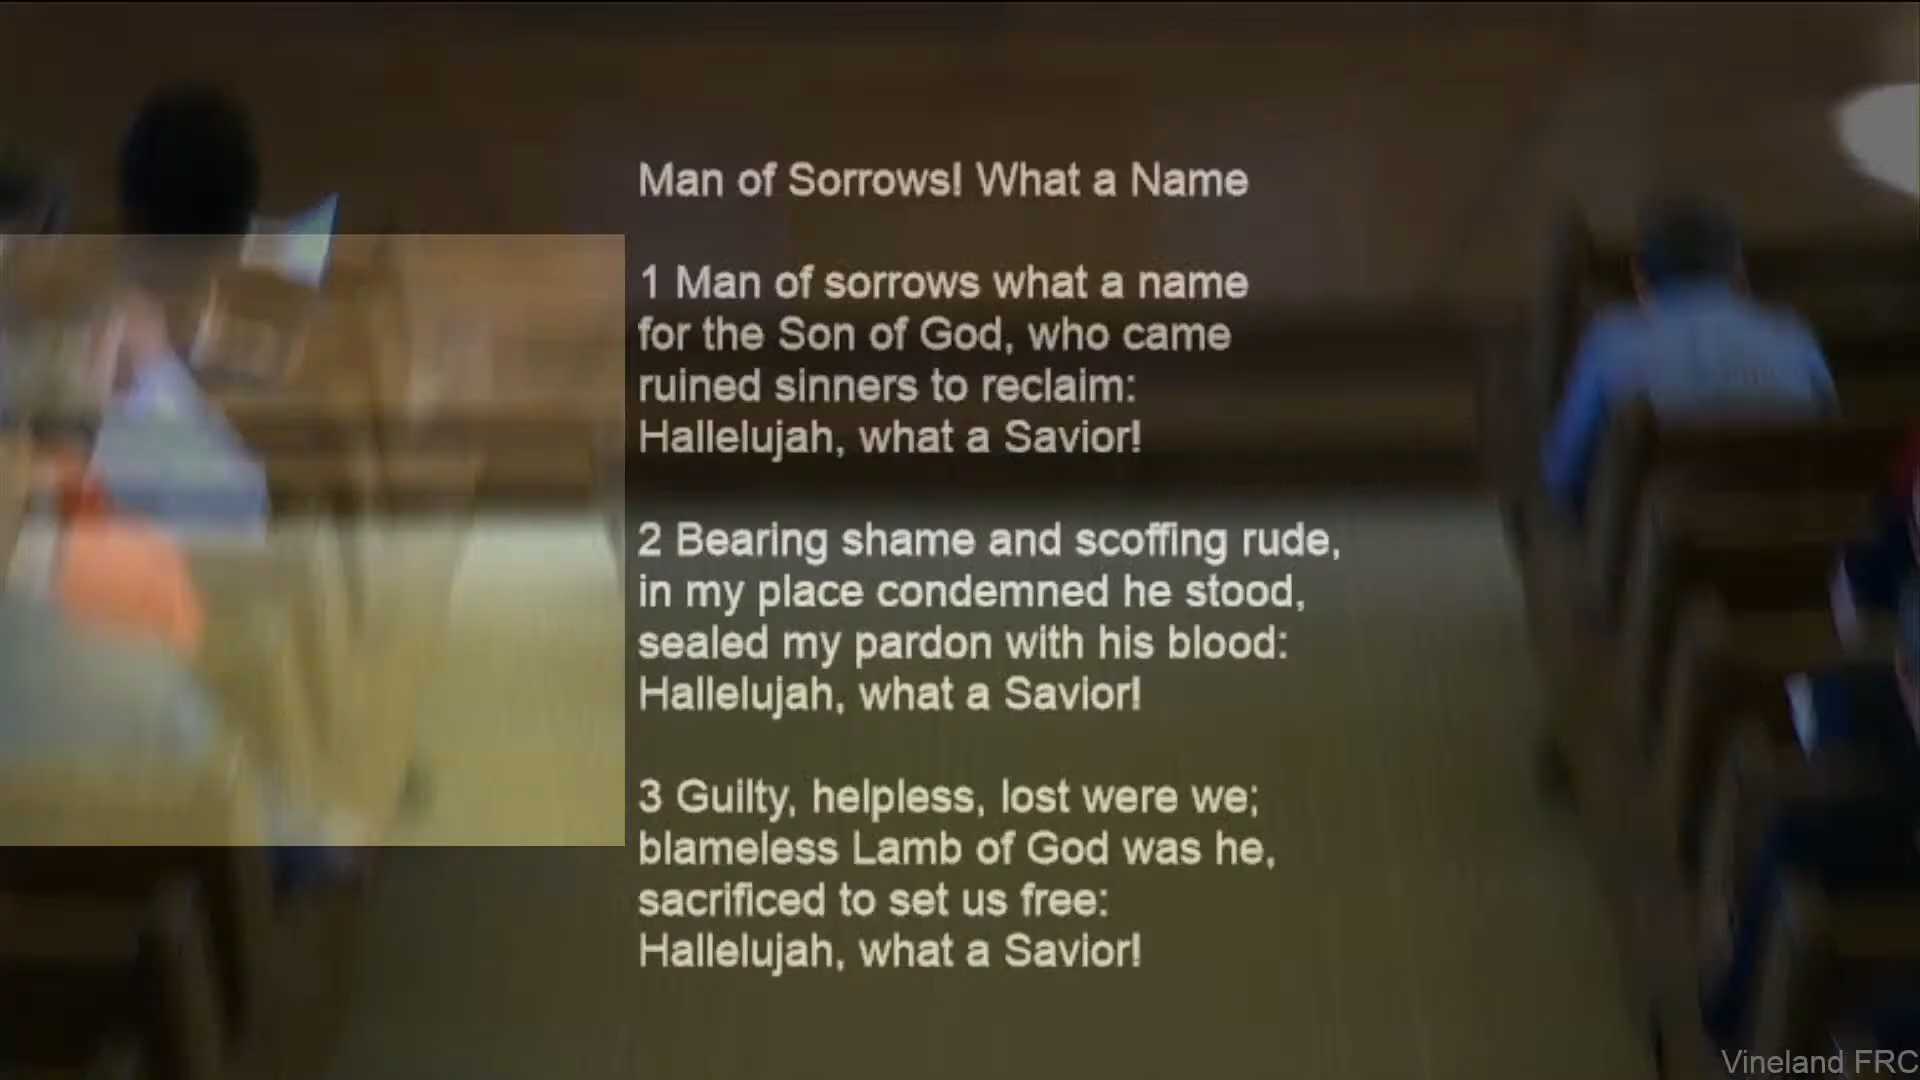 Man of Sorrows! What a Name
1 Man of sorrows what a name
for the Son of God, who came
ruined sinners to reclaim:
Hallelujah, what a Savior!
2 Bearing shame and scoffing rude,
in my place condemned he stood,
sealed my pardon with his blood:
Hallelujah, what a Savior!
3 Guilty, helpless, lost were we;
blameless Lamb of God was he,
sacrificed to set us free:
Hallelujah, what a Savior!
Vineland FRC